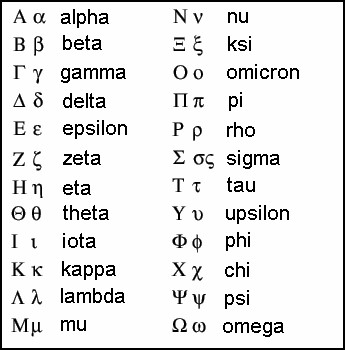 Α α alpha
Β β beta
Γ γ gamma
Δ δ delta
Ε ε epsilon
Ζ ζ zeta
Η η eta
Θ θ theta
Ι ι iota
Κ κ kappa
Λ λ lambda
Μ μ mu
Ν ν nu
Ξ ξ ksi
Ο ο omicron
Π π pi
Ρ ρ rho
Σ σς sigma
Τ τ tau
Υ υ upsilon
Φ φ phi
Χ χ chi
Ψ ψ psi
Ω ω omega